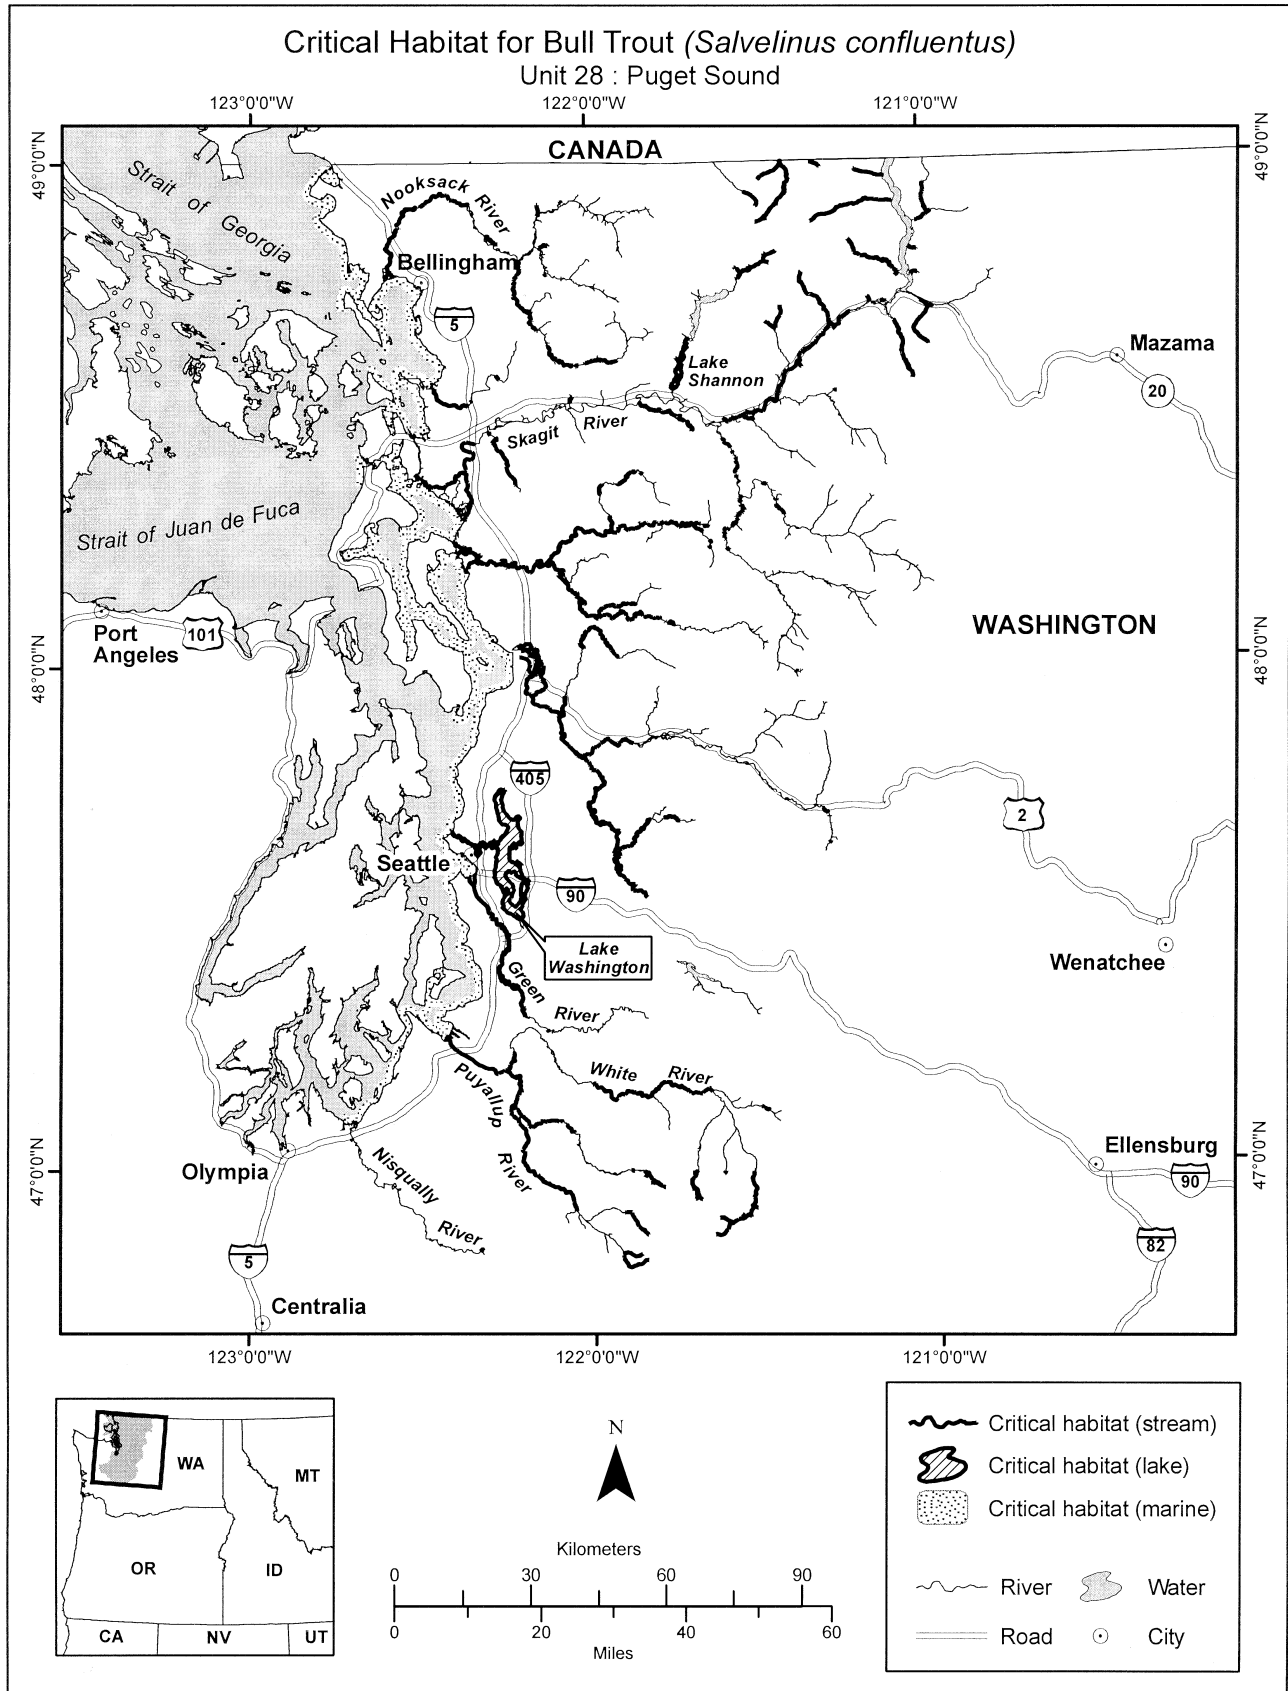 Critical Habitat for Bull Trout (Salvelinus confluentus)
Unit 28 : Puget Sound
123°0'0"W
122°0'0"W
121°0'0"W
49°0'0"N
49°0'0"N
CANADA
Strait of Georgia
Nooksack River
Bellingham
5
Lake
Shannon
Mazama
20
Skagit River
Strait of Juan de Fuca
WASHINGTON
Port
Angeles
101
48°0'0"N
48°0'0"N
405
2
Seattle
90
Lake
Washington
Wenatchee
Green
River
White River
Puyallup
River
Ellensburg
90
47°0'0"N
47°0'0"N
Olympia
Nisqually
River
82
5
Centralia
123°0'0"W
122°0'0"W
121°0'0"W
WA
MT
OR
ID
CA
NV
UT
N
Kilometers
0 30 60 90
0 20 40 60
Miles
Critical habitat (stream)
Critical habitat (lake)
Critical habitat (marine)
River
Water
Road
City